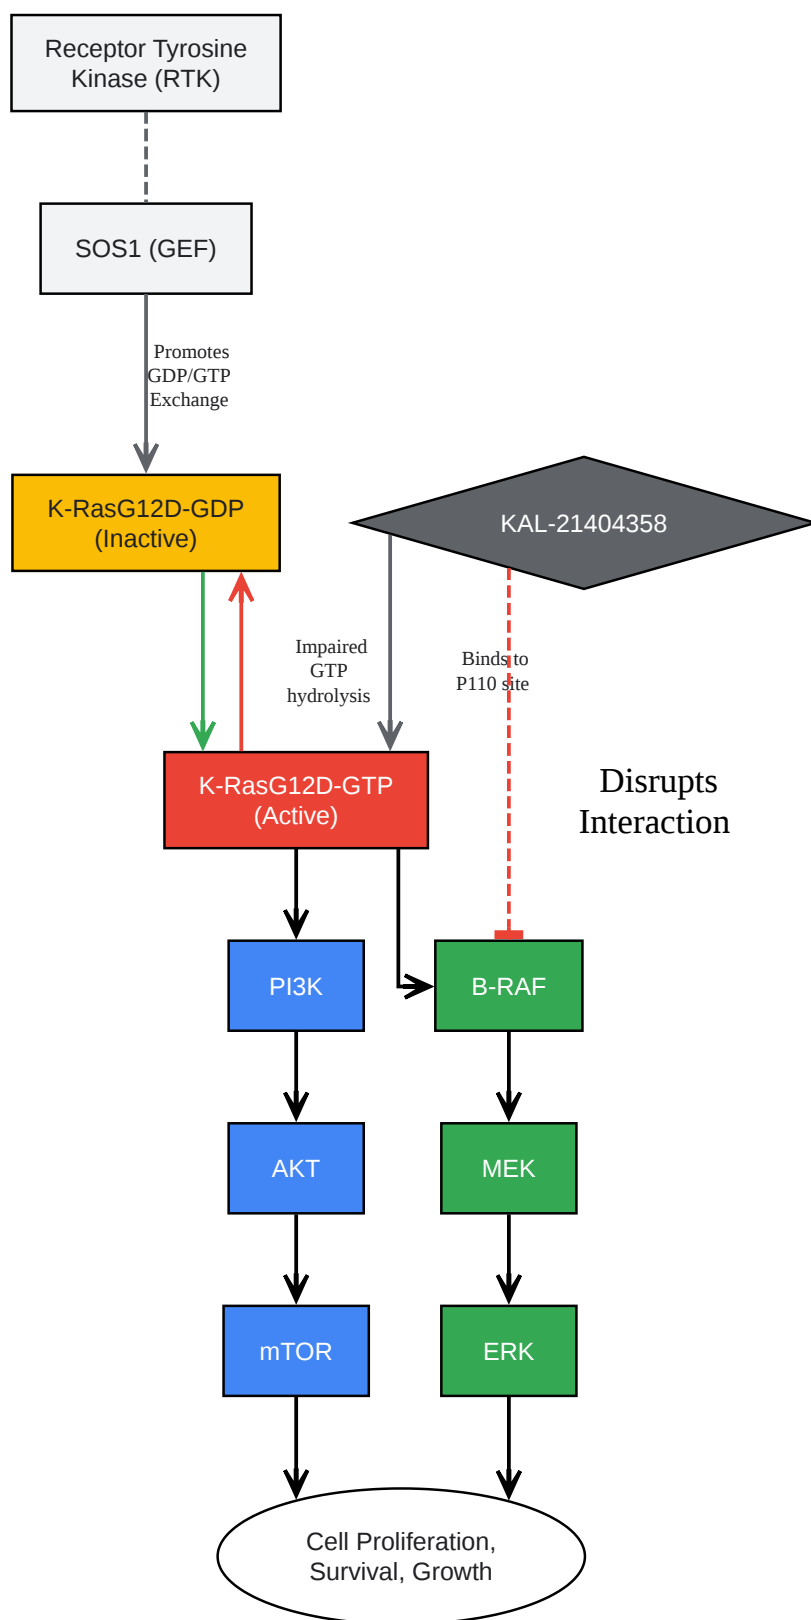 Receptor Tyrosine
Kinase (RTK)
SOS1 (GEF)
Promotes
GDP/GTP
Exchange
K-RasG12D-GDP
(Inactive)
KAL-21404358
Impaired
GTP
hydrolysis
Binds to
P110 site
K-RasG12D-GTP
(Active)
Disrupts
Interaction
PI3K
B-RAF
AKT
MEK
mTOR
ERK
Cell Proliferation,
Survival, Growth